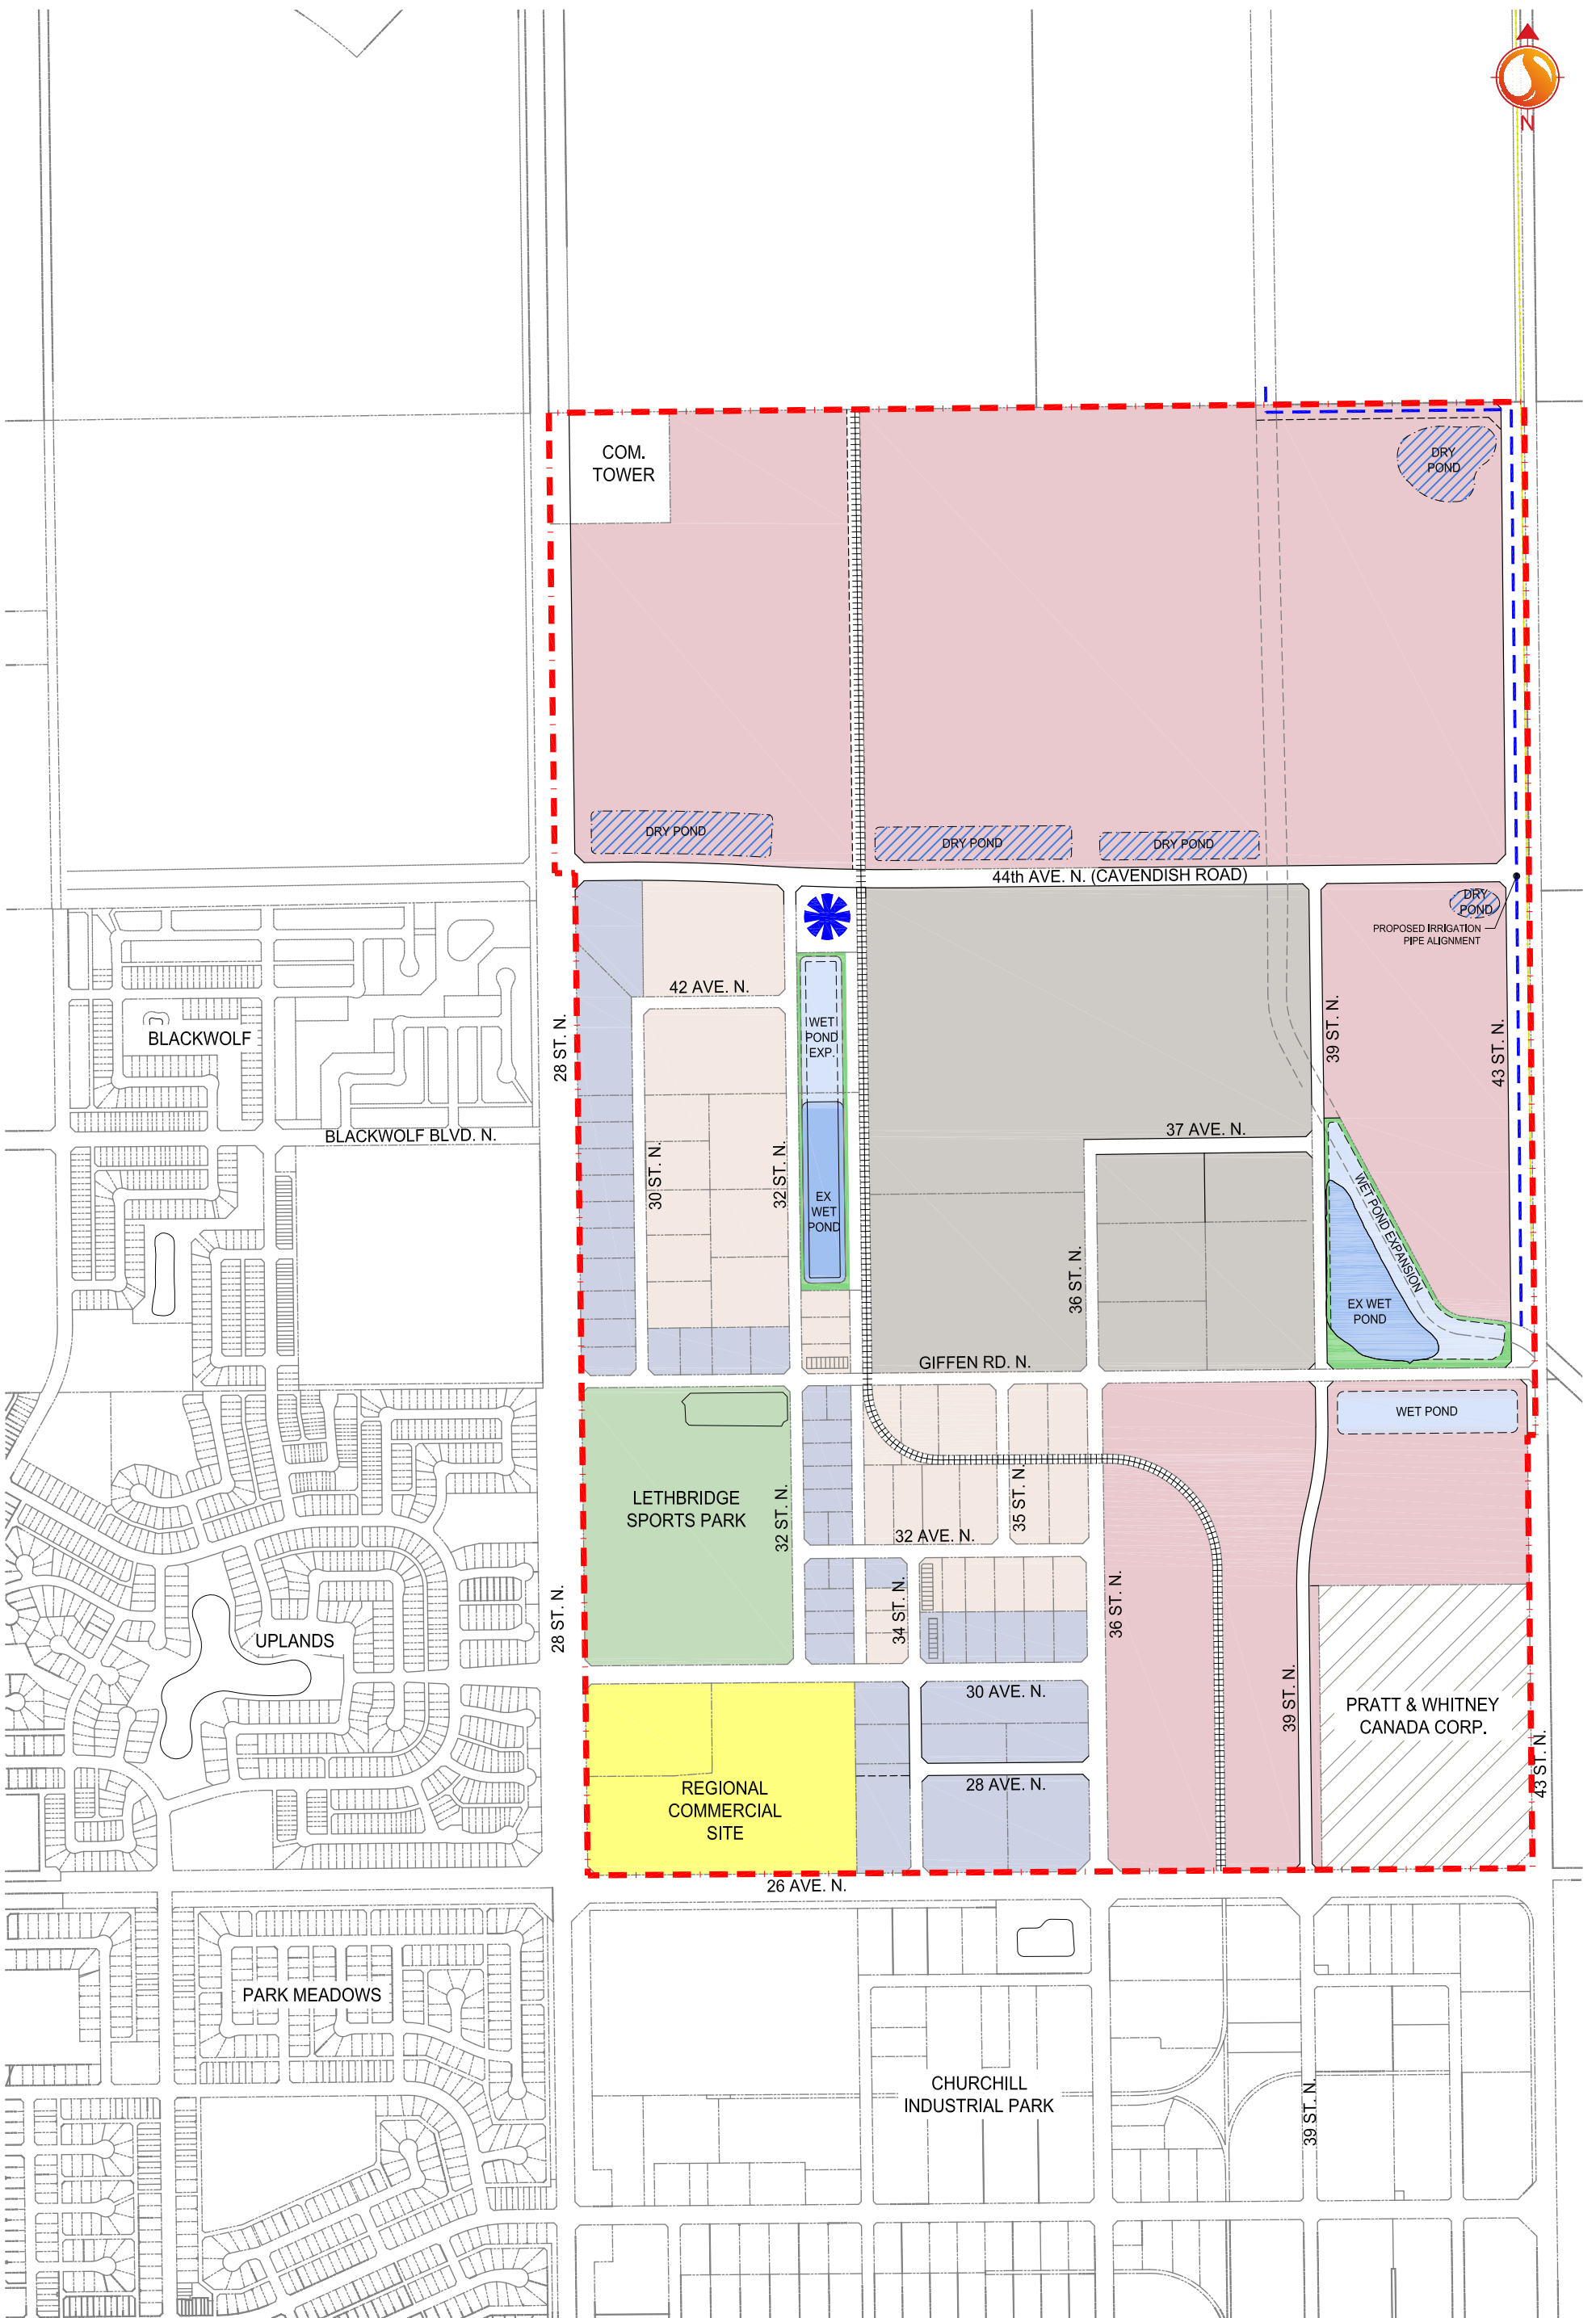 N
COM.
TOWER
DRY
POND
DRY POND
DRY POND
DRY POND
44th AVE. N. (CAVENDISH ROAD)
DRY
POND
PROPOSED IRRIGATION
PIPE ALIGNMENT
42 AVE. N.
WET
POND
EXP.
28 ST. N.
39 ST. N.
43 ST. N.
BLACKWOLF
BLACKWOLF BLVD. N.
37 AVE. N.
30 ST. N.
32 ST. N.
EX
WET
POND
WET POND EXPANSION
36 ST. N.
EX WET
POND
GIFFEN RD. N.
WET POND
LETHBRIDGE
SPORTS PARK
32 ST. N.
35 ST. N.
32 AVE. N.
28 ST. N.
34 ST. N.
36 ST. N.
UPLANDS
30 AVE. N.
39 ST. N.
PRATT & WHITNEY
CANADA CORP.
43 ST. N.
28 AVE. N.
REGIONAL
COMMERCIAL
SITE
26 AVE. N.
PARK MEADOWS
CHURCHILL
INDUSTRIAL PARK
39 ST. N.